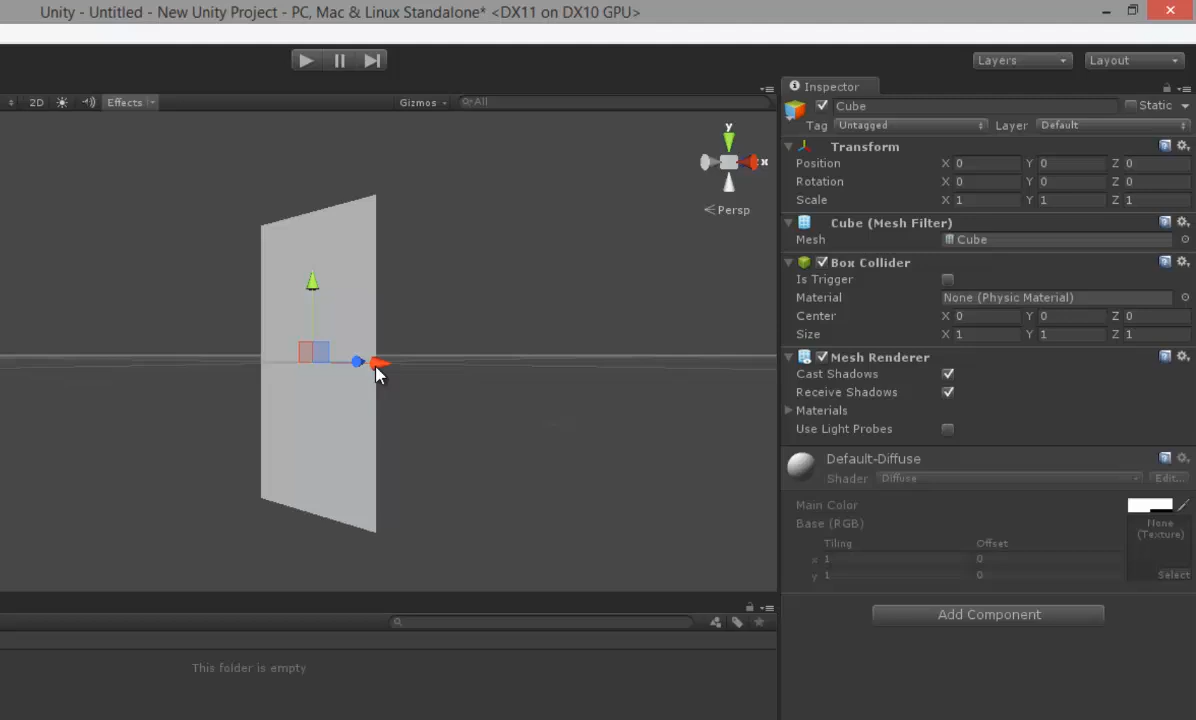 Unity - Untitled - New Unity Project - PC, Mac & Linux Standalone* <DX11 on DX10 GPU>
Layers
Layout
Inspector
2D
Effects
Gizmos
All
Cube
Static
Tag
Untagged
Layer
Default
Transform
Position X 0 Y 0 Z 0
Rotation X 0 Y 0 Z 0
Scale X 1 Y 1 Z 1
y
x
Persp
Cube (Mesh Filter)
Mesh
Cube
Box Collider
Is Trigger
Material
None (Physic Material)
Center X 0 Y 0 Z 0
Size X 1 Y 1 Z 1
Mesh Renderer
Cast Shadows
Receive Shadows
Materials
Use Light Probes
Default-Diffuse
Shader
Diffuse
Edit...
Main Color
Base (RGB)
None
(Texture)
Tiling
Offset
x 1
0
y 1
0
Select
Add Component
This folder is empty